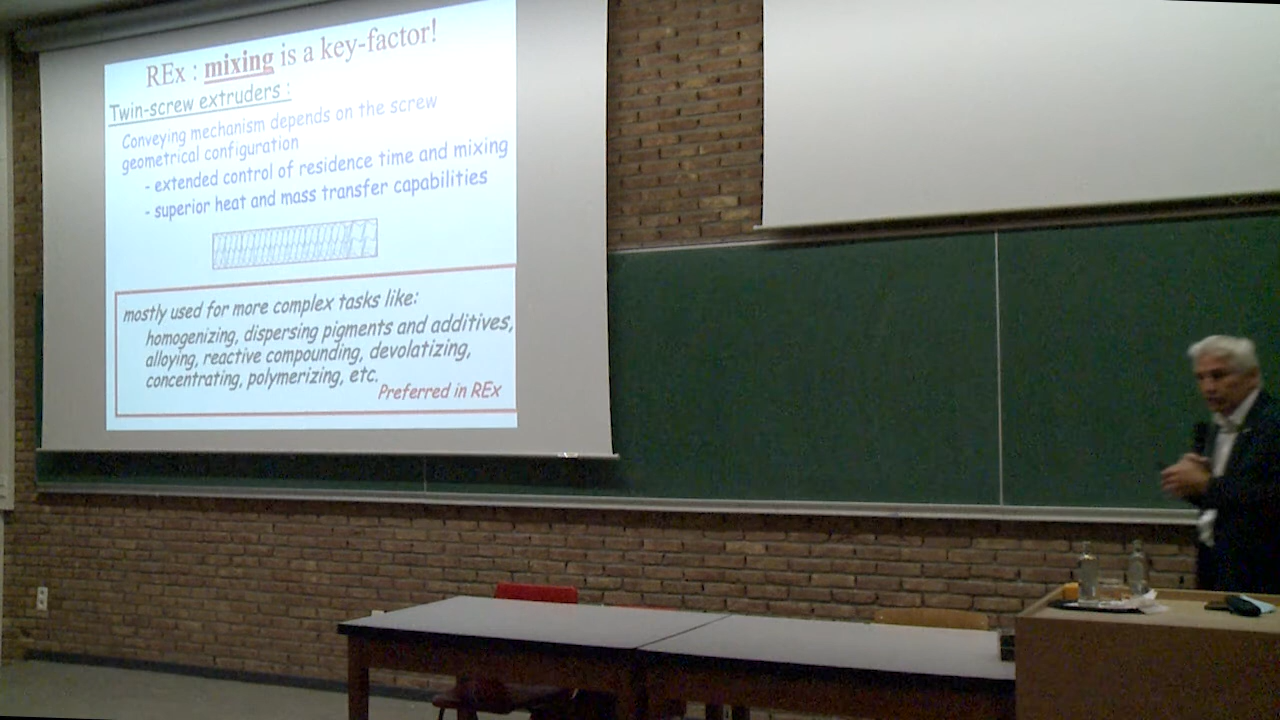 REx : mixing is a key-factor!
Twin-screw extruders :
Conveying mechanism depends on the screw
geometrical configuration
- extended control of residence time and mixing
- superior heat and mass transfer capabilities
mostly used for more complex tasks like:
homogenizing, dispersing pigments and additives,
alloying, reactive compounding, devolatizing,
concentrating, polymerizing, etc.
Preferred in REx